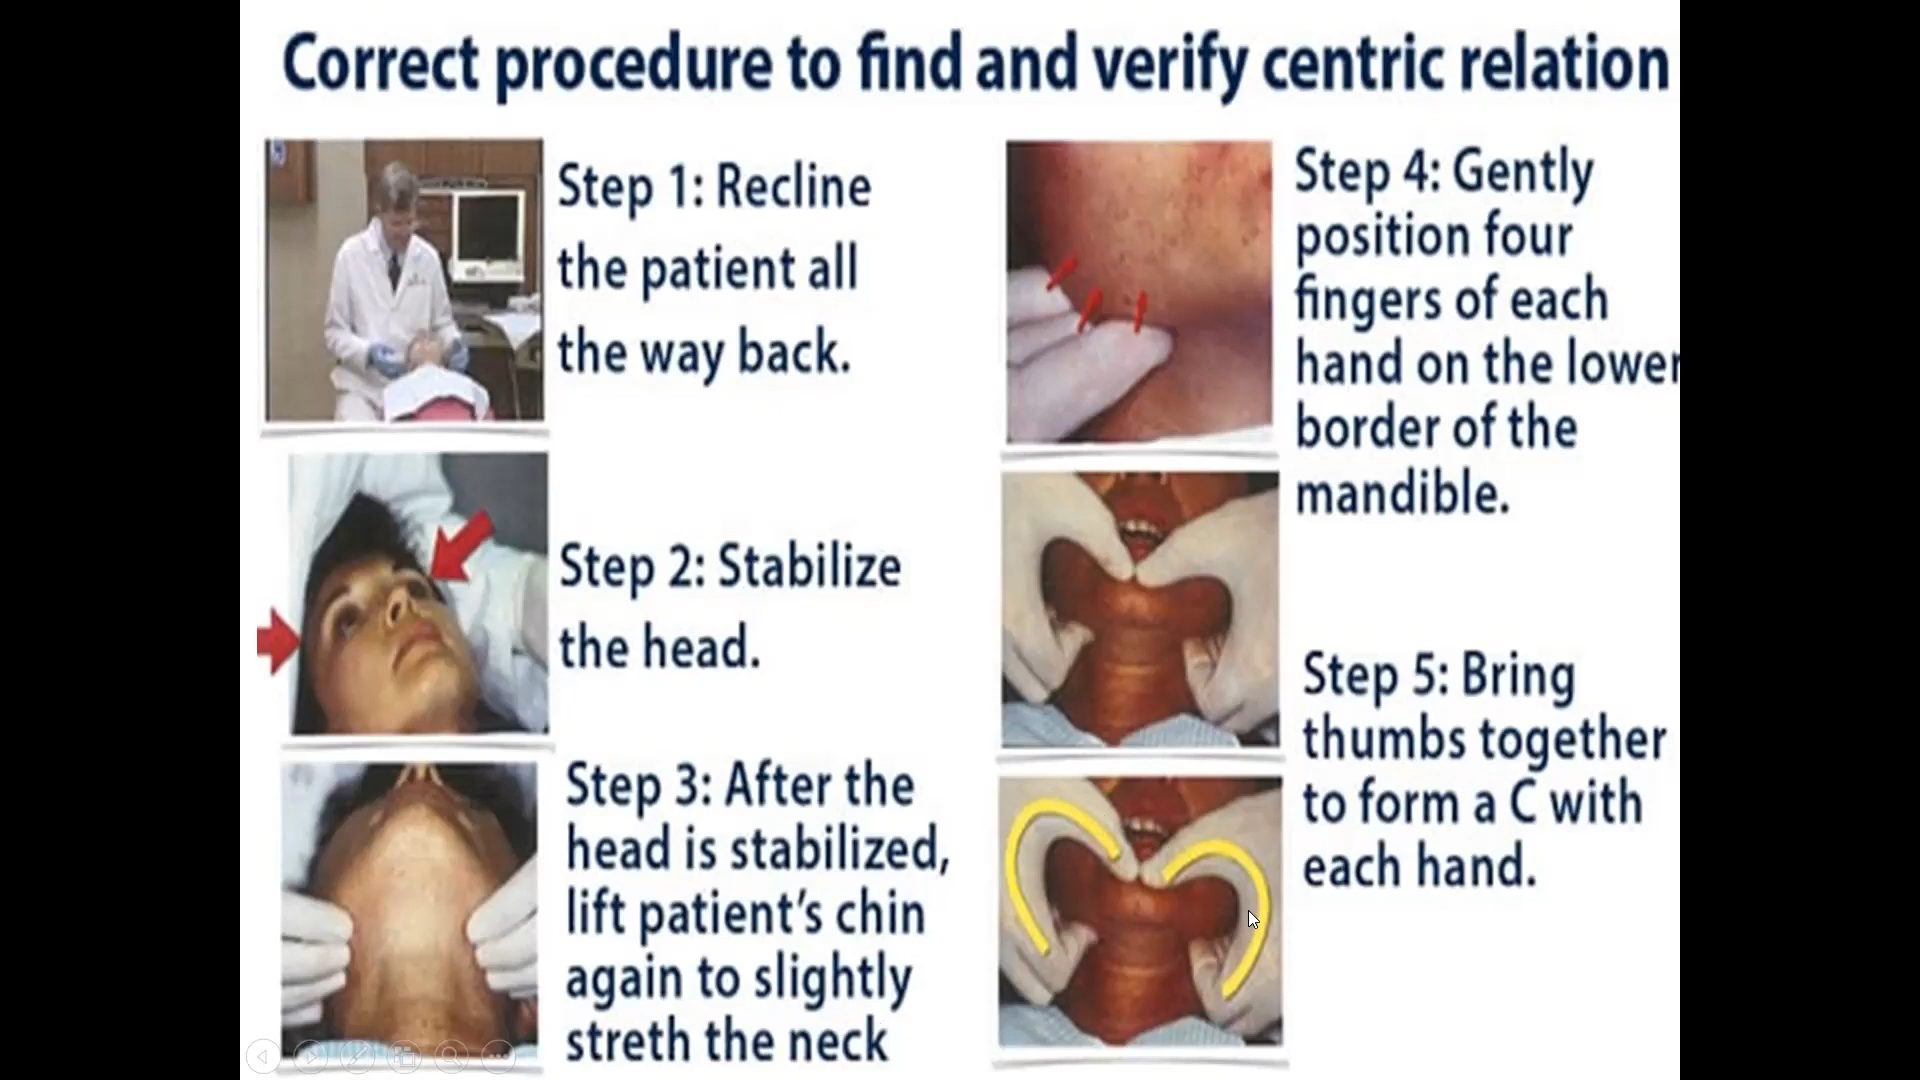 Correct procedure to find and verify centric relation
Step 1: Recline
the patient all
the way back.
Step 2: Stabilize
the head.
Step 3: After the
head is stabilized,
lift patient’s chin
again to slightly
streth the neck
Step 4: Gently
position four
fingers of each
hand on the lower
border of the
mandible.
Step 5: Bring
thumbs together
to form a C with
each hand.